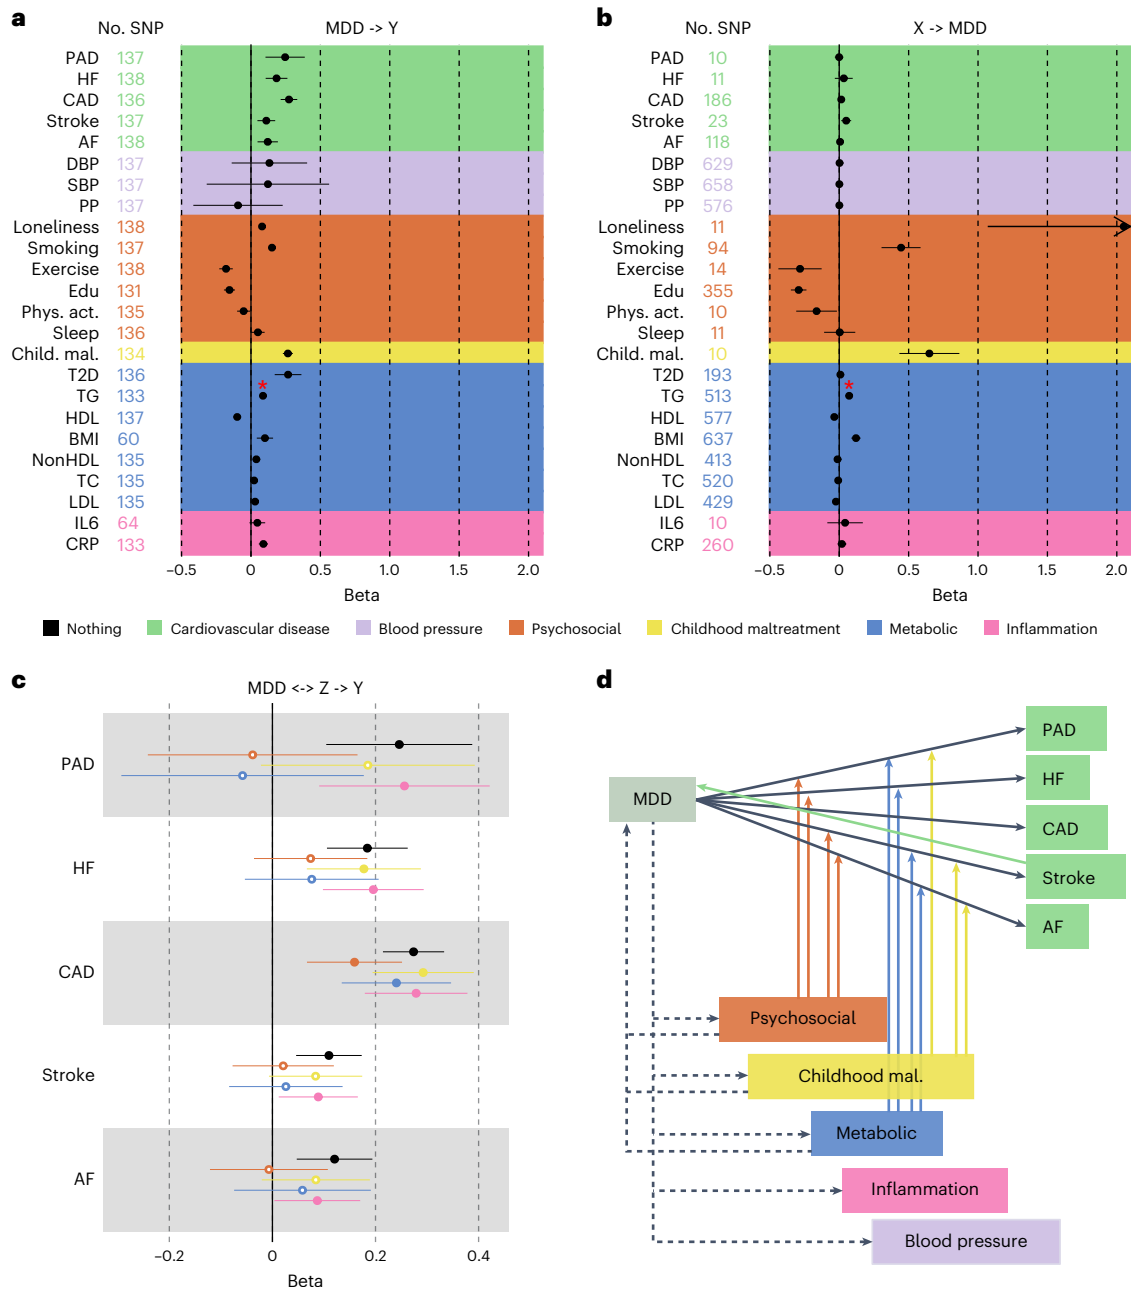 a
No. SNP MDD -> Y
PAD 137
HF 138
CAD 136
Stroke 137
AF 138
DBP 137
SBP 137
PP 137
Loneliness 138
Smoking 137
Exercise 138
Edu 131
Phys. act. 135
Sleep 136
Child. mal. 134
T2D 136
*
TG 133
HDL 137
BMI 60
NonHDL 135
TC 135
LDL 135
IL6 64
CRP 133
−0.5 0 0.5 1.0 1.5 2.0
Beta
b
No. SNP X -> MDD
PAD 10
HF 11
CAD 186
Stroke 23
AF 118
DBP 629
SBP 658
PP 576
Loneliness 11
Smoking 94
Exercise 14
Edu 355
Phys. act. 10
Sleep 11
Child. mal. 10
T2D 193
*
TG 513
HDL 577
BMI 637
NonHDL 413
TC 520
LDL 429
IL6 10
CRP 260
−0.5 0 0.5 1.0 1.5 2.0
Beta
Nothing Cardiovascular disease Blood pressure Psychosocial Childhood maltreatment Metabolic Inflammation
c
MDD <-> Z -> Y
PAD
HF
CAD
Stroke
AF
−0.2 0 0.2 0.4
Beta
d
MDD
PAD
HF
CAD
Stroke
AF
Psychosocial
Childhood mal.
Metabolic
Inflammation
Blood pressure